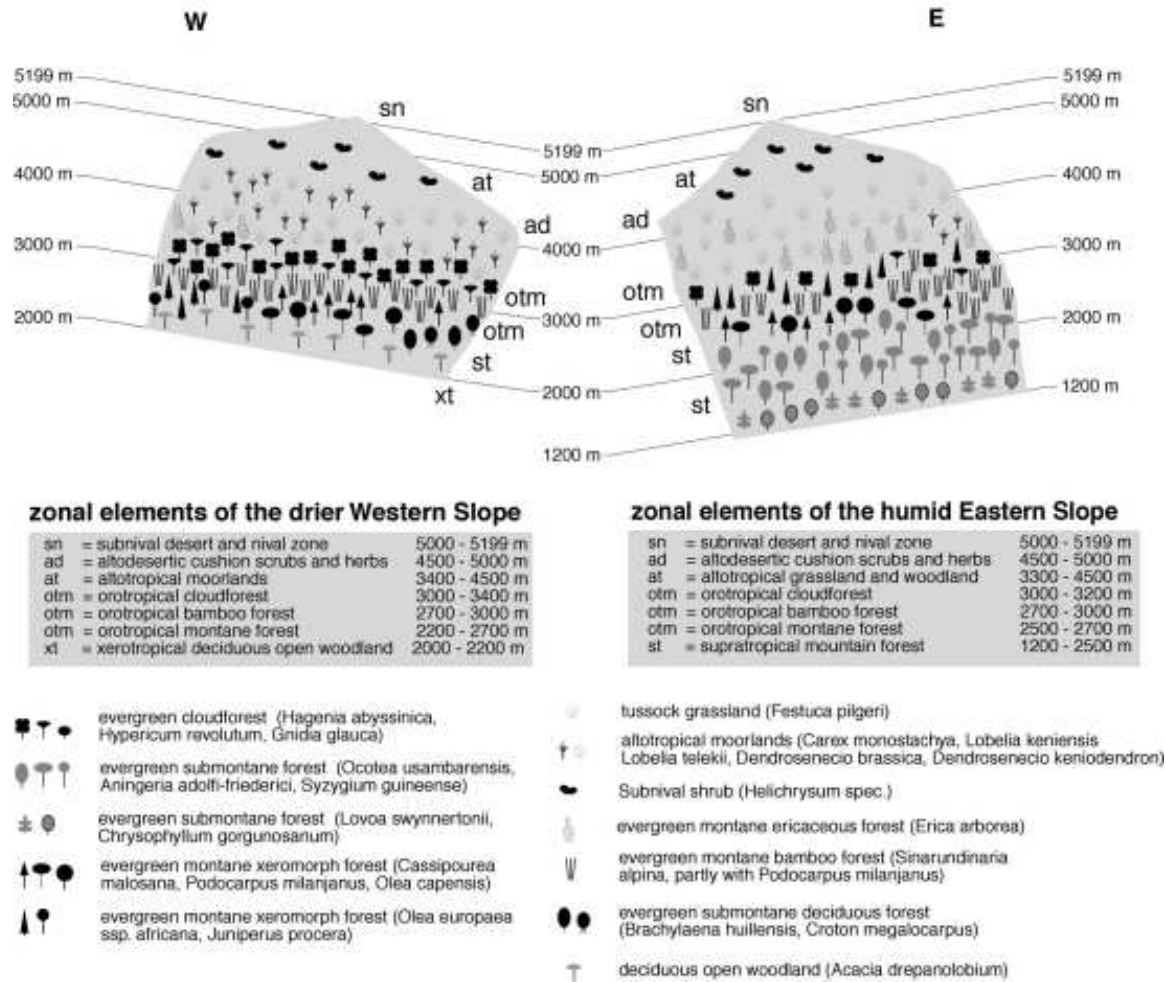 W
E
5199 m
5000 m
4000 m
3000 m
2000 m
sn
at
ad
otm
otm
st
xt
5199 m
5000 m
4000 m
3000 m
2000 m
1200 m
sn
at
ad
otm
otm
st
st
5199 m
5000 m
4000 m
3000 m
2000 m
1200 m
zonal elements of the drier Western Slope
sn = subnival desert and nival zone 5000 - 5199 m
ad = altodesertic cushion scrubs and herbs 4500 - 5000 m
at = altotropical moorlands 3400 - 4500 m
otm = orotropical cloudforest 3000 - 3400 m
otm = orotropical bamboo forest 2700 - 3000 m
otm = orotropical montane forest 2200 - 2700 m
xt = xerotropical deciduous open woodland 2000 - 2200 m
zonal elements of the humid Eastern Slope
sn = subnival desert and nival zone 5000 - 5199 m
ad = altodesertic cushion scrubs and herbs 4500 - 5000 m
at = altotropical grassland and woodland 3300 - 4500 m
otm = orotropical cloudforest 3000 - 3200 m
otm = orotropical bamboo forest 2700 - 3000 m
otm = orotropical montane forest 2500 - 2700 m
st = supratropical mountain forest 1200 - 2500 m
evergreen cloudforest (Hagenia abyssinica,
Hypericum revolutum, Gnidia glauca)
evergreen submontane forest (Ocotea usambarensis,
Aningeria adolfi-friederici, Syzygium guineense)
evergreen submontane forest (Lovoa swynnertonii,
Chrysophyllum gorgunosanum)
evergreen montane xeromorph forest (Cassipourea
malosana, Podocarpus milanjanus, Olea capensis)
evergreen montane xeromorph forest (Olea europaea
ssp. africana, Juniperus procera)
tussock grassland (Festuca pilgeri)
altotropical moorlands (Carex monostachya, Lobelia keniensis
Lobelia telekii, Dendrosenecio brassica, Dendrosenecio keniodendron)
Subnival shrub (Helichrysum spec.)
evergreen montane ericaceous forest (Erica arborea)
evergreen montane bamboo forest (Sinarundinaria
alpina, partly with Podocarpus milanjanus)
evergreen submontane deciduous forest
(Brachylaena huillensis, Croton megalocarpus)
deciduous open woodland (Acacia drepanolobium)